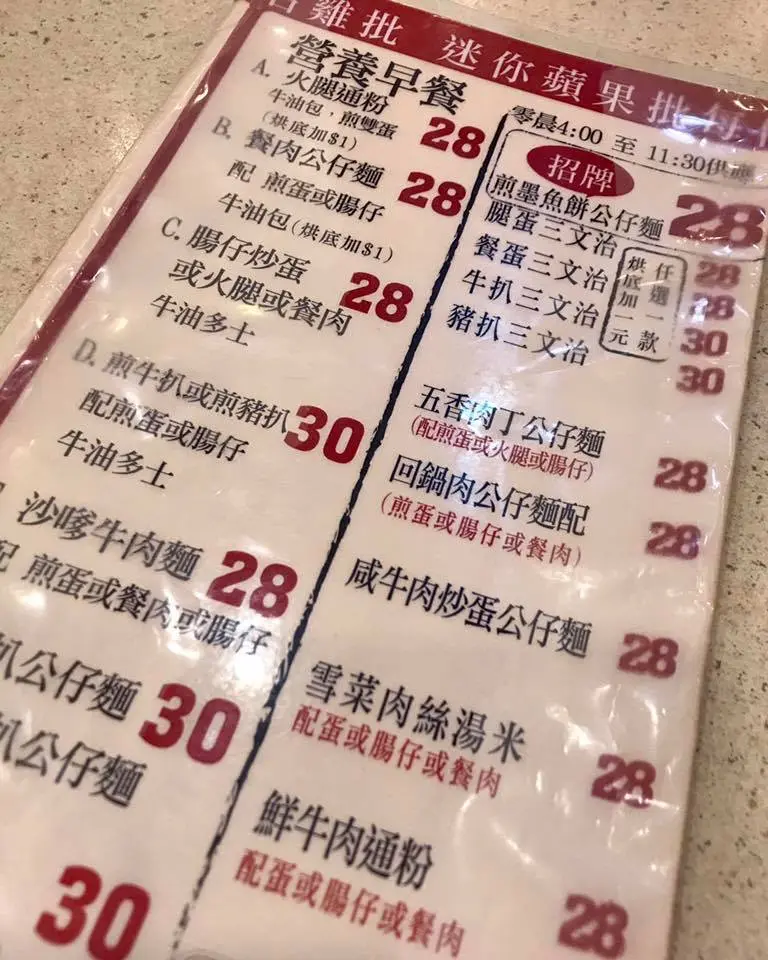 雞批 迷你蘋果批每
營養早餐
A. 火腿通粉
牛油包，煎雙蛋
(烘底加$1)
28
B. 餐肉公仔麵
配 煎蛋或腸仔
牛油包(烘底加$1)
28
C. 腸仔炒蛋
或火腿或餐肉
牛油多士
28
D. 煎牛扒或煎豬扒
配煎蛋或腸仔
牛油多士
30
沙嗲牛肉麵
配 煎蛋或餐肉或腸仔
28
扒公仔麵
30
扒公仔麵
30
零晨4:00 至 11:30供應
招牌
煎墨魚餅公仔麵 28
腿蛋三文治 28
餐蛋三文治 28
牛扒三文治 30
豬扒三文治 30
仔選一款
烘底加一元
五香肉丁公仔麵
(配煎蛋或火腿或腸仔)
28
回鍋肉公仔麵配
(煎蛋或腸仔或餐肉)
28
咸牛肉炒蛋公仔麵
28
雪菜肉絲湯米
配蛋或腸仔或餐肉
28
鮮牛肉通粉
配蛋或腸仔或餐肉
28